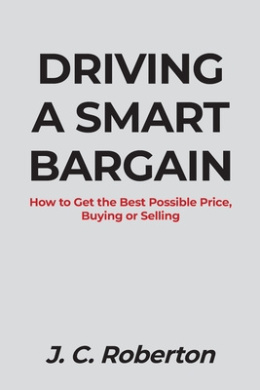 DRIVING
A SMART
BARGAIN
How to Get the Best Possible Price,
Buying or Selling
J. C. Roberton